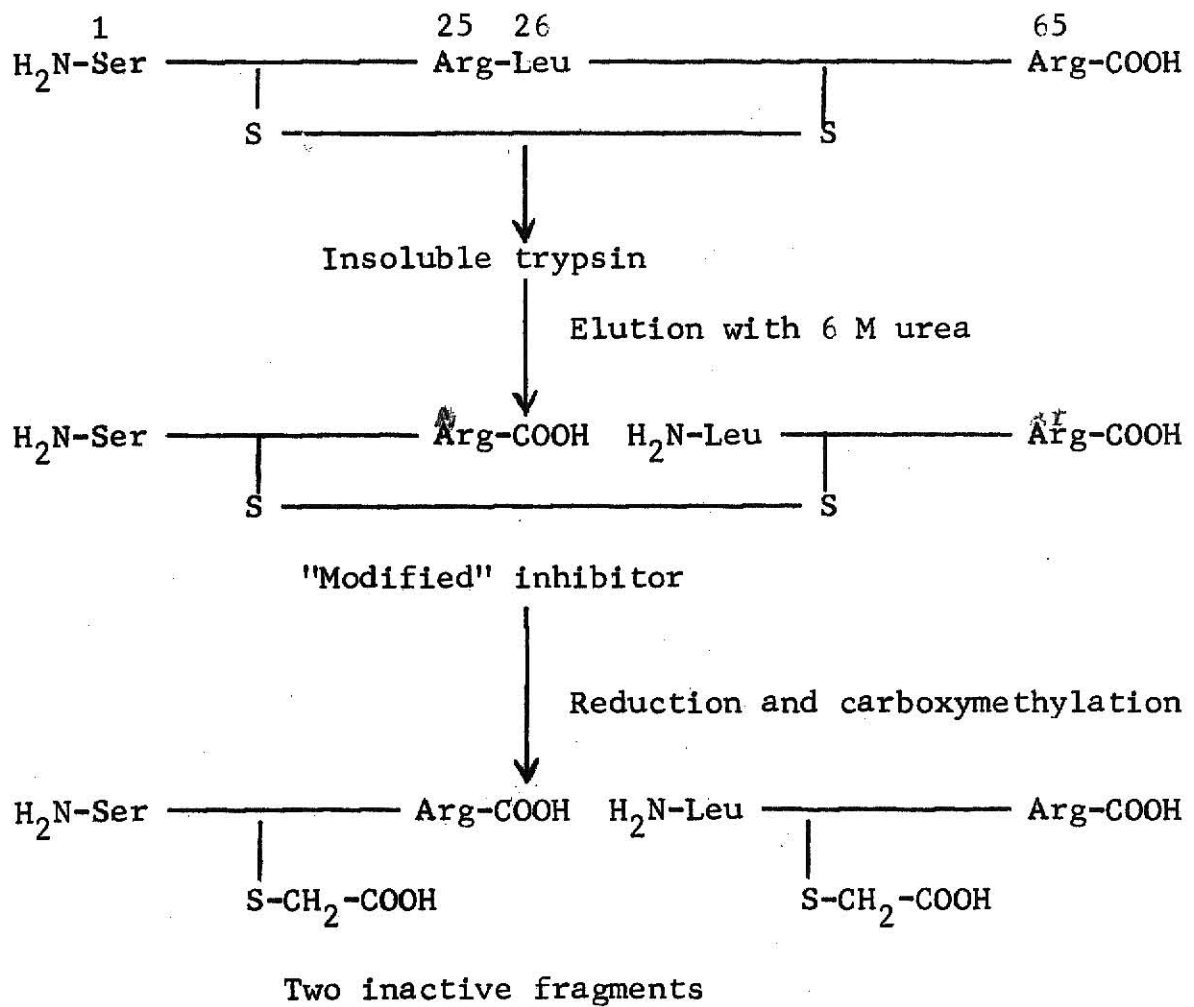 1 25 26 65
H2N-Ser Arg-Leu Arg-COOH
S S
Insoluble trypsin
Elution with 6 M urea
H2N-Ser Arg-COOH H2N-Leu Arg-COOH
S S
"Modified" inhibitor
Reduction and carboxymethylation
H2N-Ser Arg-COOH H2N-Leu Arg-COOH
S-CH2-COOH S-CH2-COOH
Two inactive fragments